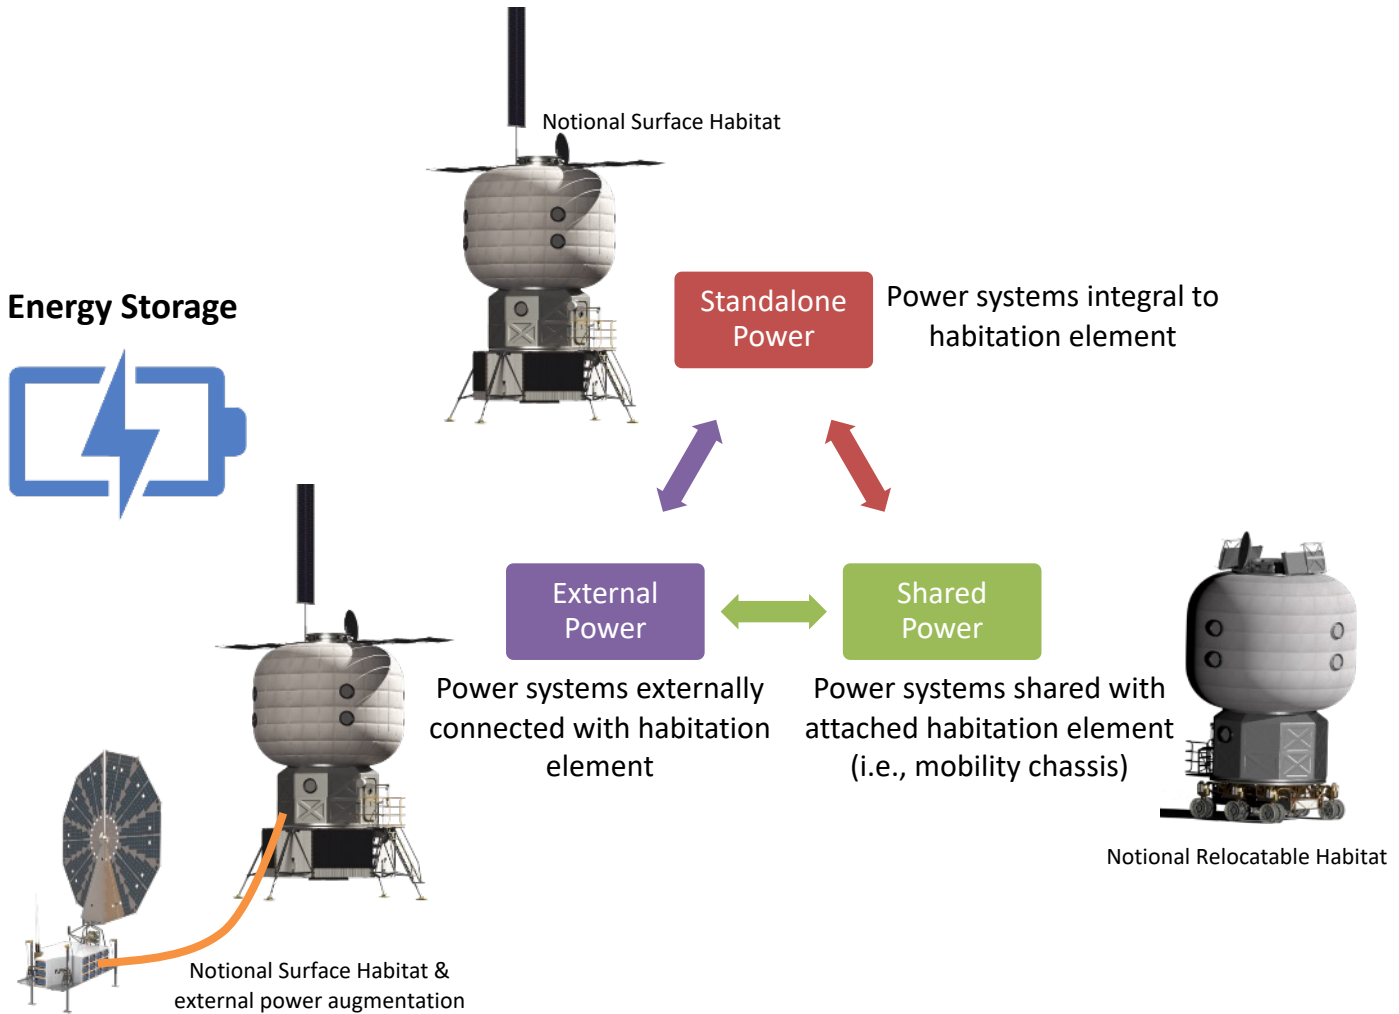 Notional Surface Habitat
Energy Storage
Standalone
Power
Power systems integral to
habitation element
External
Power
Power systems externally
connected with habitation
element
Shared
Power
Power systems shared with
attached habitation element
(i.e., mobility chassis)
Notional Relocatable Habitat
Notional Surface Habitat &
external power augmentation